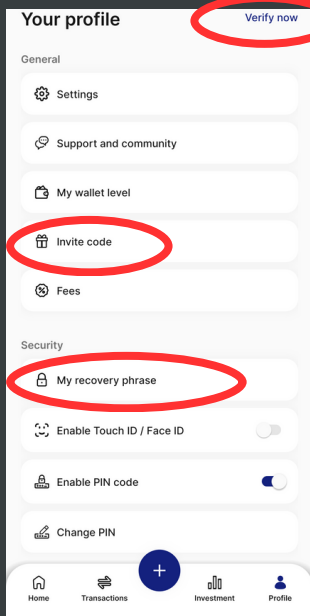 Your profile
Verify now
General
Settings
Support and community
My wallet level
Invite code
Fees
Security
My recovery phrase
Enable Touch ID / Face ID
Enable PIN code
Change PIN
Home
Transactions
Investment
Profile